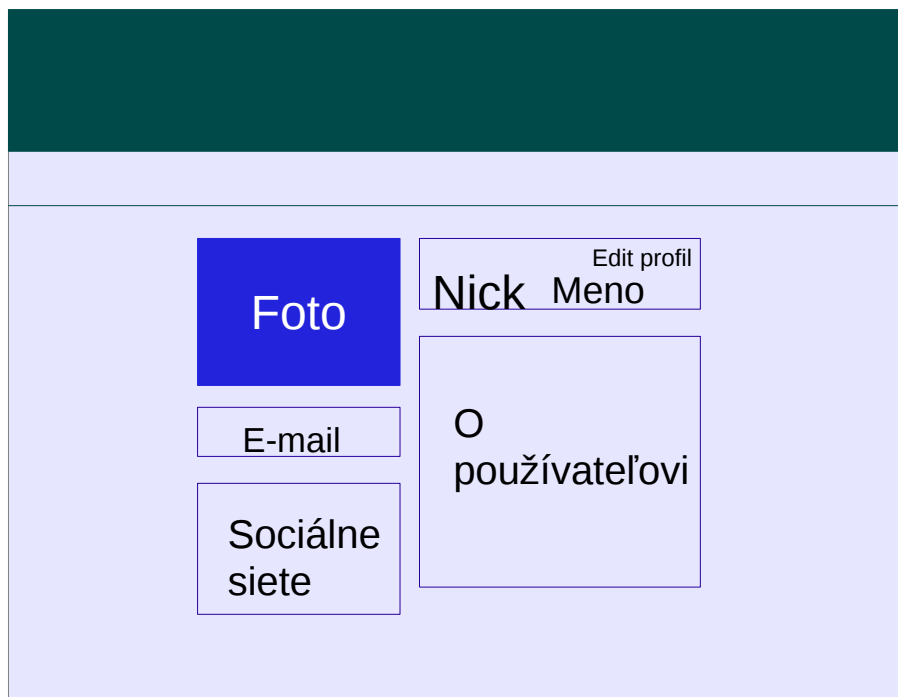 Foto
Edit profil
Nick Meno
E-mail
O
používateľovi
Sociálne
siete